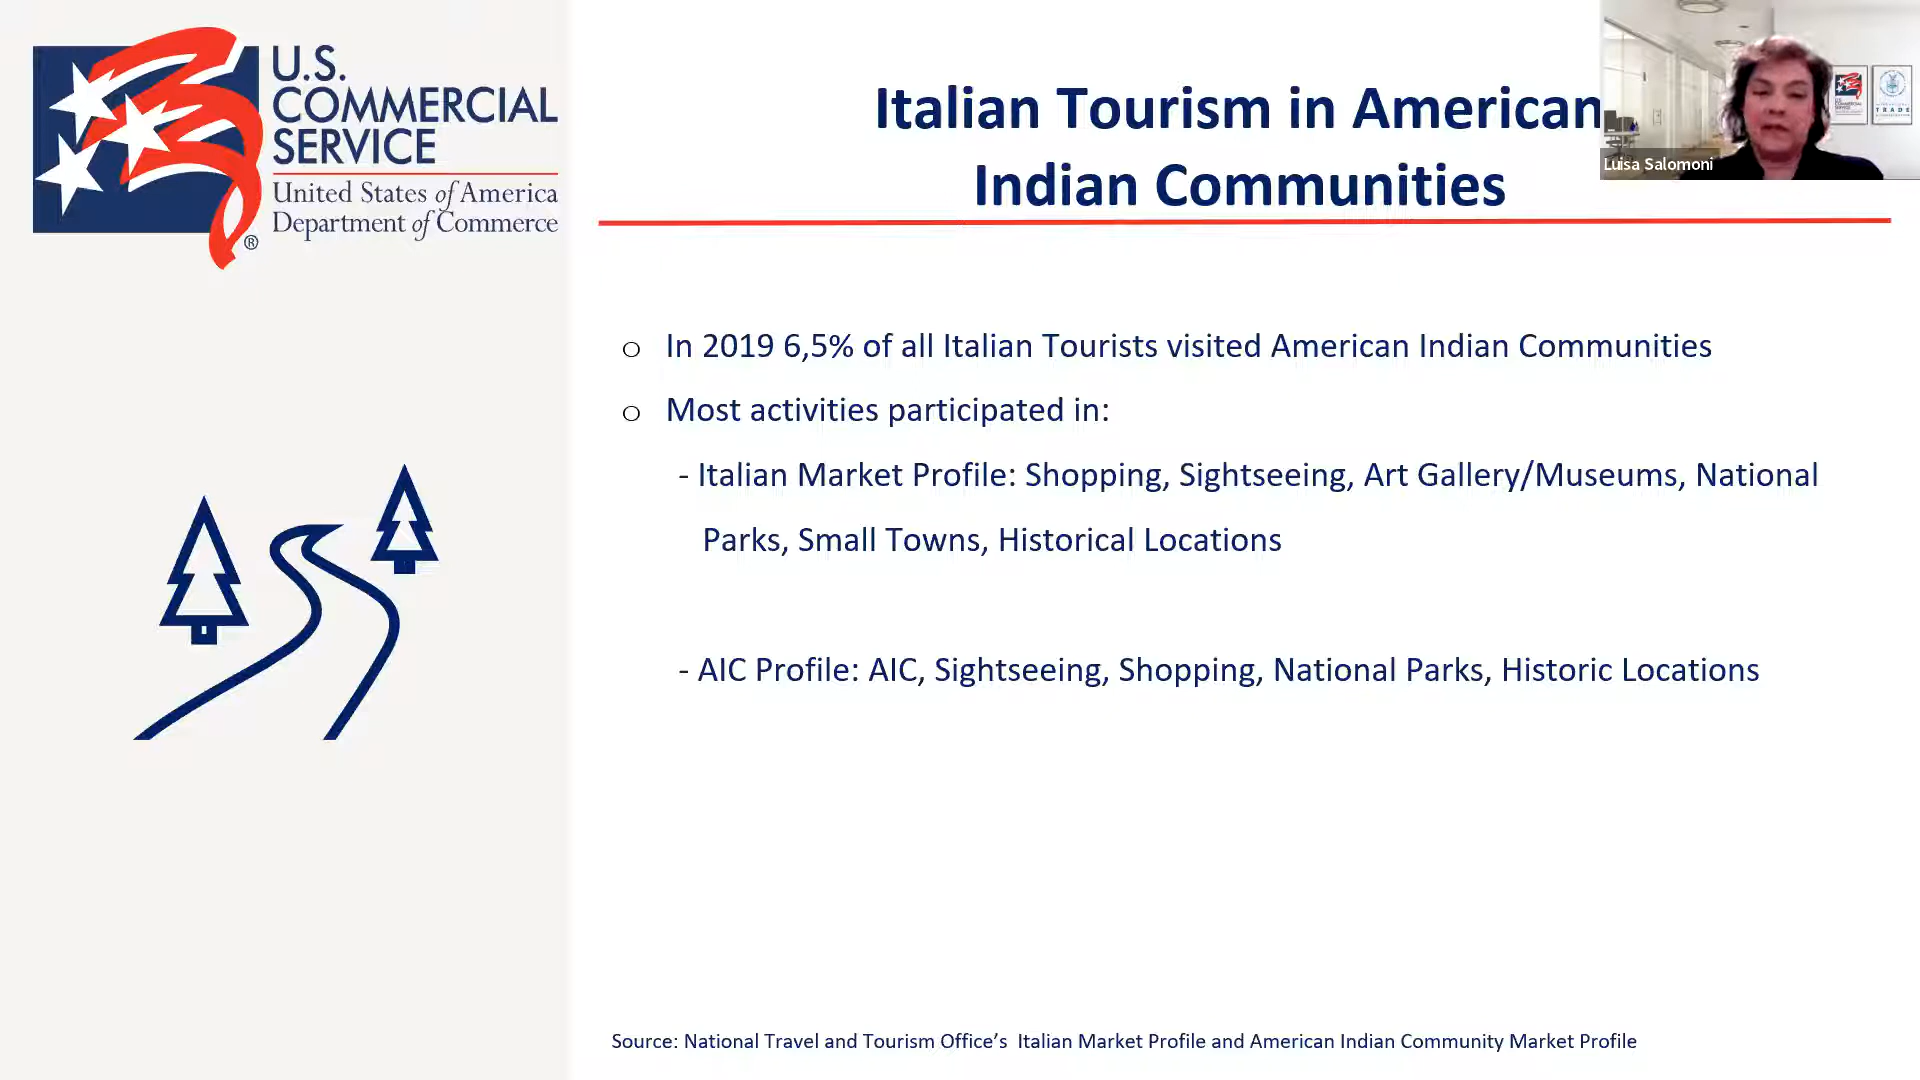 U.S.
COMMERCIAL
SERVICE
United States of America
Department of Commerce
®
Italian Tourism in American
Indian Communities
Luisa Salomoni
o In 2019 6,5% of all Italian Tourists visited American Indian Communities
o Most activities participated in:
- Italian Market Profile: Shopping, Sightseeing, Art Gallery/Museums, National
Parks, Small Towns, Historical Locations
- AIC Profile: AIC, Sightseeing, Shopping, National Parks, Historic Locations
Source: National Travel and Tourism Office's Italian Market Profile and American Indian Community Market Profile